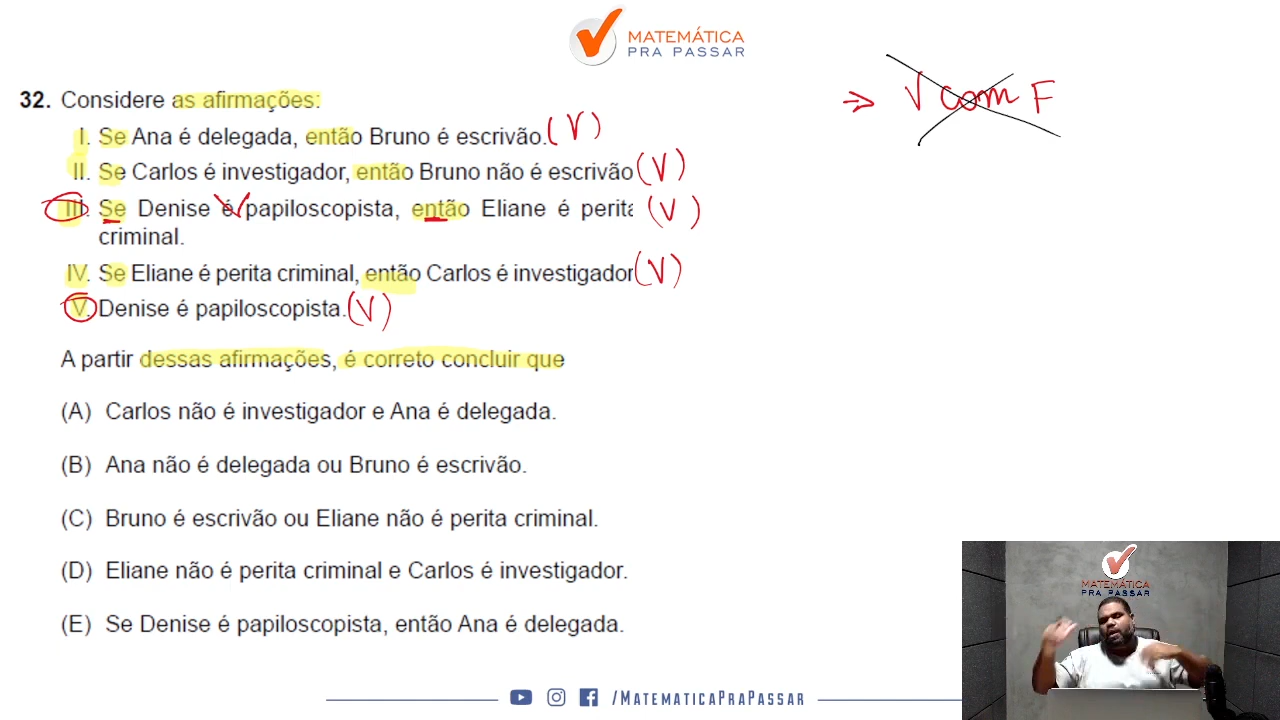 MATEMÁTICA
PRA PASSAR
⇒ V com F
32. Considere as afirmações:
I. Se Ana é delegada, então Bruno é escrivão. (V)
II. Se Carlos é investigador, então Bruno não é escrivão (V)
III. Se Denise é papiloscopista, então Eliane é perita (V)
criminal.
IV. Se Eliane é perita criminal, então Carlos é investigador (V)
V. Denise é papiloscopista. (V)
A partir dessas afirmações, é correto concluir que
(A) Carlos não é investigador e Ana é delegada.
(B) Ana não é delegada ou Bruno é escrivão.
(C) Bruno é escrivão ou Eliane não é perita criminal.
(D) Eliane não é perita criminal e Carlos é investigador.
(E) Se Denise é papiloscopista, então Ana é delegada.
MATEMÁTICA
PRA PASSAR
/MATEMATICAPRAPASSAR